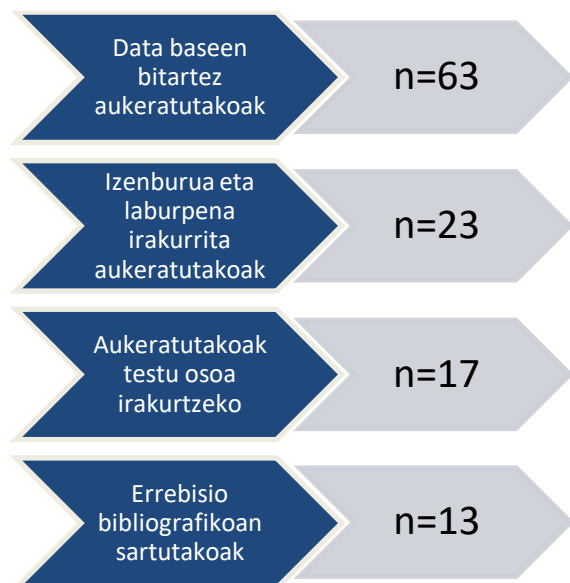 Data baseen
bitartez
aukeratutakoak
n=63
Izenburua eta
laburpena
irakurrita
aukeratutakoak
n=23
Aukeratutakoak
testu osoa
irakurtzeko
n=17
Errebisio
bibliografikoan
sartutakoak
n=13